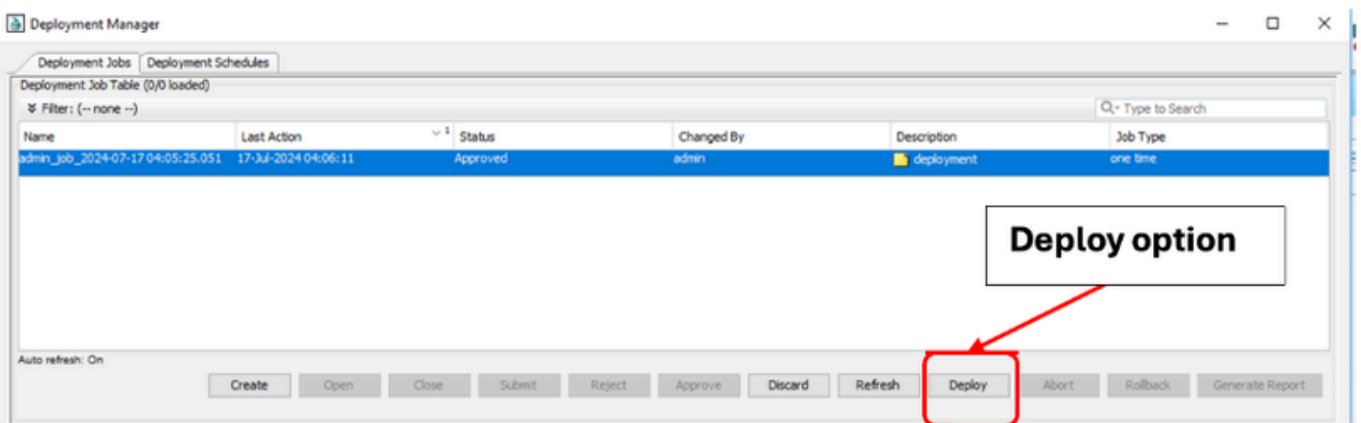 Deployment Manager
Deployment Jobs Deployment Schedules
Deployment Job Table (0/0 loaded)
Filter: (-- none --) Type to Search
Name Last Action 1 Status Changed By Description Job Type
admin_job_2024-07-17 04:05:25.051 17-Jul-2024 04:06:11 Approved admin deployment one time
Deploy option
Auto refresh: On
Create Open Close Submit Reject Approve Discard Refresh Deploy Abort Rollback Generate Report